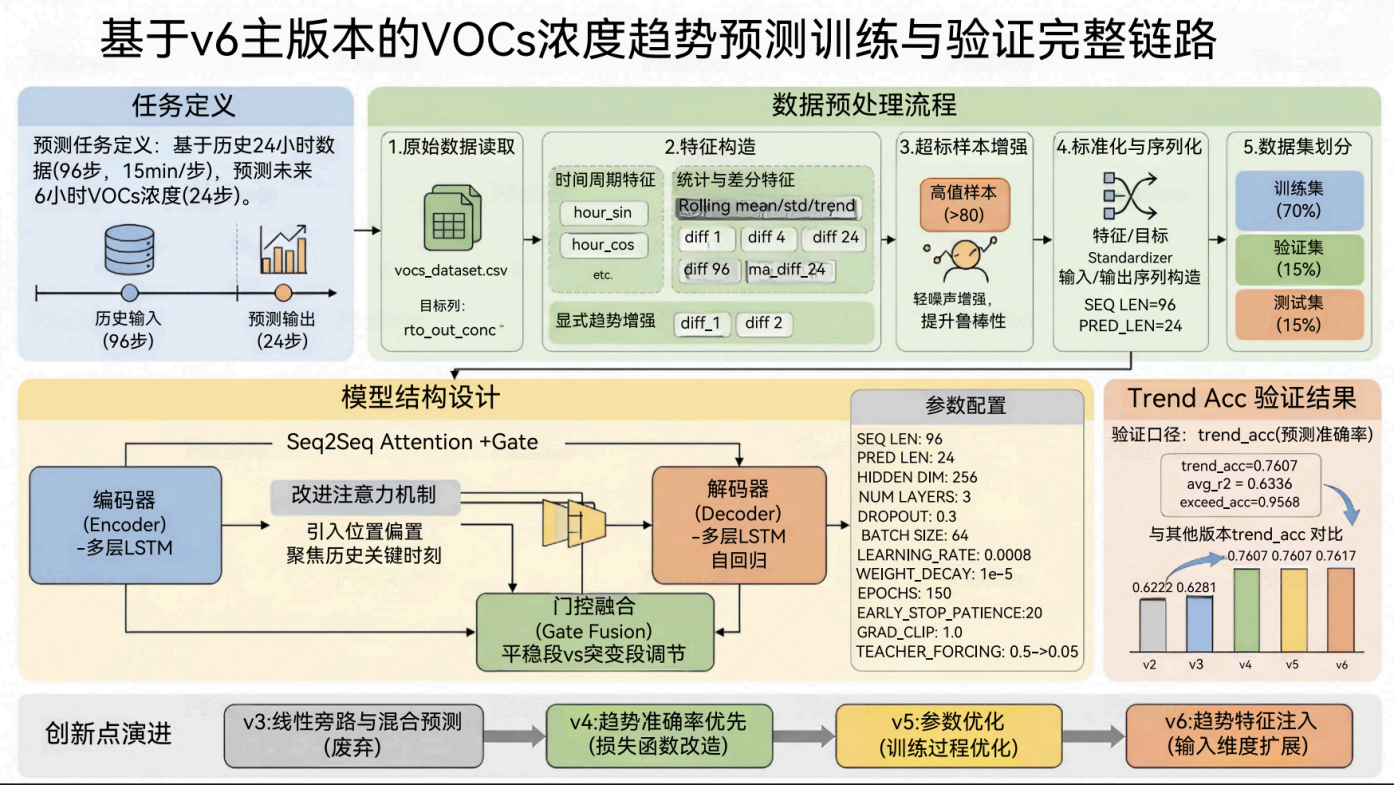 基于v6主版本的VOCs浓度趋势预测训练与验证完整链路
任务定义
预测任务定义：基于历史24小时数
据(96步，15min/步)，预测未来
6小时VOCs浓度(24步)。
历史输入
(96步)
预测输出
(24步)
数据预处理流程
1.原始数据读取
vocs_dataset.csv
目标列:
rto_out_conc
2.特征构造
时间周期特征
hour_sin
hour_cos
etc.
统计与差分特征
Rolling mean/std/trend
diff 1
diff 4
diff 24
diff 96
ma_diff_24
显式趋势增强
diff_1
diff 2
3.超标样本增强
高值样本
(>80)
轻噪声增强，
提升鲁棒性
4.标准化与序列化
特征/目标
Standardizer
输入/输出序列构造
SEQ LEN=96
PRED_LEN=24
5.数据集划分
训练集
(70%)
验证集
(15%)
测试集
(15%)
模型结构设计
Seq2Seq Attention +Gate
编码器
(Encoder)
-多层LSTM
改进注意力机制
引入位置偏置
聚焦历史关键时刻
解码器
(Decoder)
-多层LSTM
自回归
门控融合
(Gate Fusion)
平稳段vs突变段调节
参数配置
SEQ LEN: 96
PRED LEN: 24
HIDDEN DIM: 256
NUM LAYERS: 3
DROPOUT: 0.3
BATCH SIZE: 64
LEARNING_RATE: 0.0008
WEIGHT_DECAY: 1e-5
EPOCHS: 150
EARLY_STOP_PATIENCE:20
GRAD_CLIP: 1.0
TEACHER_FORCING: 0.5->0.05
Trend Acc 验证结果
验证口径：trend_acc(预测准确率)
trend_acc=0.7607
avg_r2 = 0.6336
exceed_acc=0.9568
与其他版本trend_acc 对比
0.6222 0.6281 0.7607 0.7607 0.7617
v2 v3 v4 v5 v6
创新点演进
v3:线性旁路与混合预测
(废弃)
v4:趋势准确率优先
(损失函数改造)
v5:参数优化
(训练过程优化)
v6:趋势特征注入
(输入维度扩展)